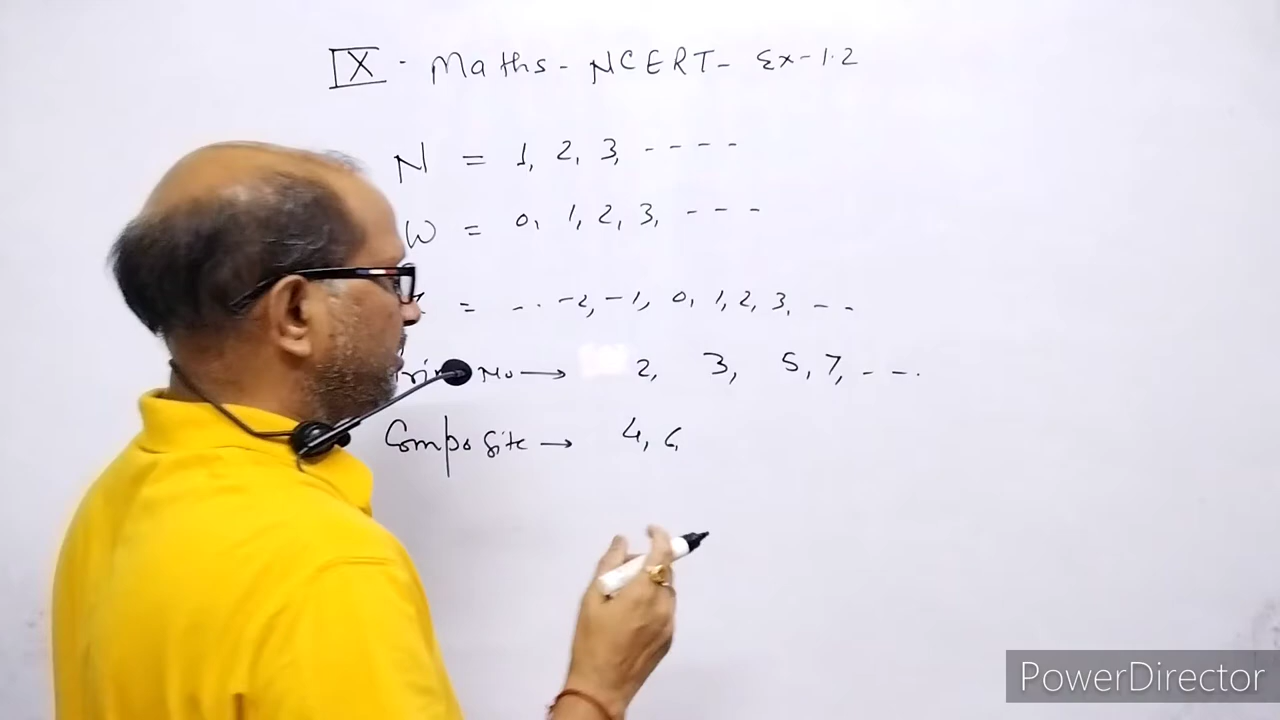 IX · Maths - NCERT - Ex-1.2
N = 1, 2, 3, ----
W = 0, 1, 2, 3, ---
= ... -2, -1, 0, 1, 2, 3, --
No → 2, 3, 5, 7, ---.
Composite → 4, 6,
PowerDirector